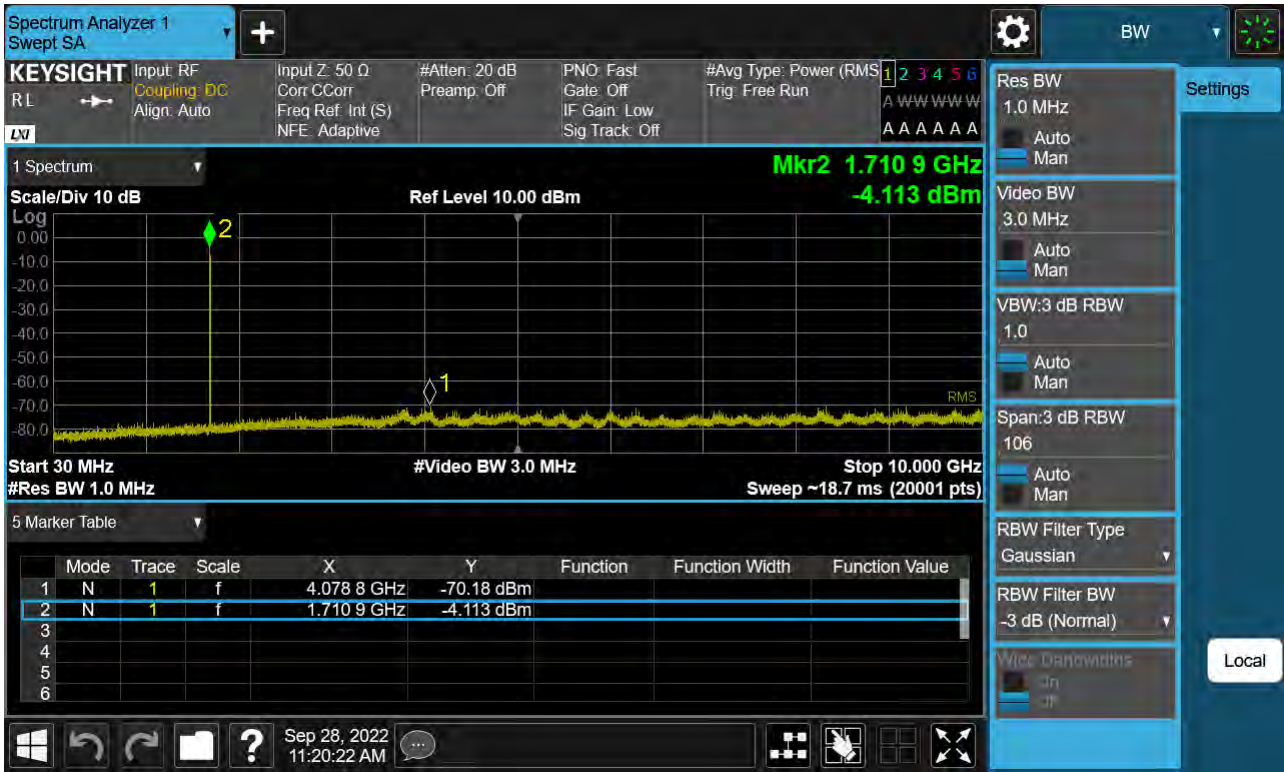 Spectrum Analyzer 1
Swept SA
BW
KEYSIGHT
RL
LXI
Input: RF
Coupling: DC
Align: Auto
Input Z: 50 Ω
Corr CCorr
Freq Ref: Int (S)
NFE: Adaptive
#Atten: 20 dB
Preamp: Off
PNO: Fast
Gate: Off
IF Gain: Low
Sig Track: Off
#Avg Type: Power (RMS
Trig: Free Run
1 2 3 4 5 6
A W W W W W
A A A A A A
1 Spectrum
Mkr2 1.710 9 GHz
-4.113 dBm
Scale/Div 10 dB
Ref Level 10.00 dBm
Log
0.00
-10.0
-20.0
-30.0
-40.0
-50.0
-60.0
-70.0
-80.0
2
1
RMS
Start 30 MHz
#Video BW 3.0 MHz
Stop 10.000 GHz
#Res BW 1.0 MHz
Sweep ~18.7 ms (20001 pts)
5 Marker Table
Mode Trace Scale X Y Function Function Width Function Value
1 N 1 f 4.078 8 GHz -70.18 dBm
2 N 1 f 1.710 9 GHz -4.113 dBm
3
4
5
6
Sep 28, 2022
11:20:22 AM
Res BW
1.0 MHz
Auto
Man
Video BW
3.0 MHz
Auto
Man
VBW:3 dB RBW
1.0
Auto
Man
Span:3 dB RBW
106
Auto
Man
RBW Filter Type
Gaussian
RBW Filter BW
-3 dB (Normal)
Settings
Local